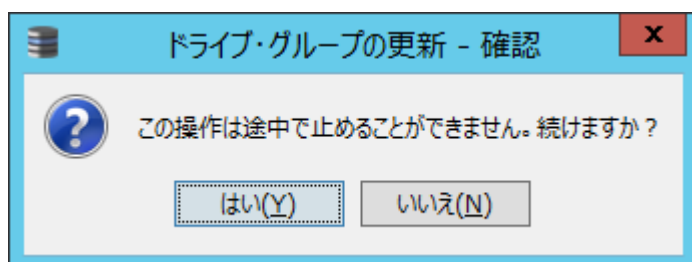 ドライブ・グループの更新 - 確認
この操作は途中で止めることができません。続けますか？
はい(Y)
いいえ(N)